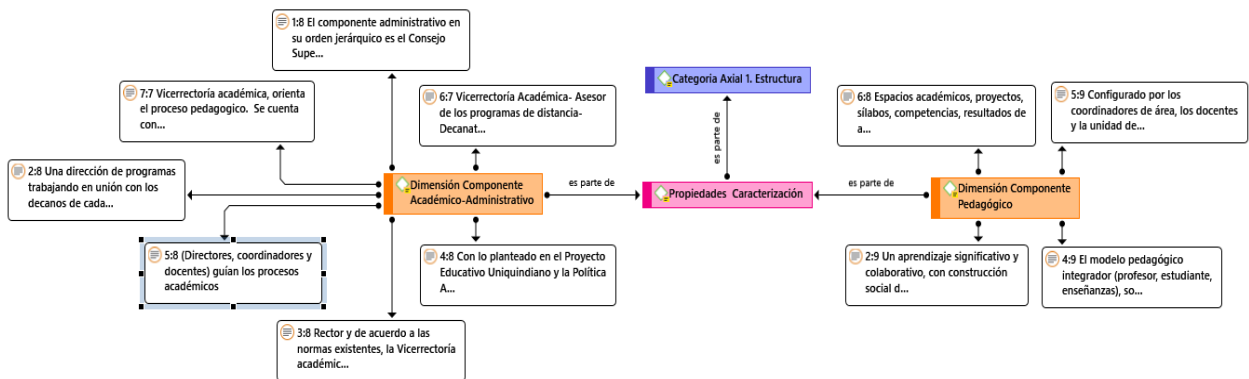 1:8 El componente administrativo en
su orden jerárquico es el Consejo
Supe...
7:7 Vicerrectoría académica, orienta
el proceso pedagogico.  Se cuenta
con...
6:7 Vicerrectoría Académica- Asesor
de los programas de distancia-
Decanat...
Categoria Axial 1. Estructura
6:8 Espacios académicos, proyectos,
sílabos, competencias, resultados de
a...
5:9 Configurado por los
coordinadores de área, los docentes
y la unidad de...
es parte de
2:8 Una dirección de programas
trabajando en unión con los
decanos de cada...
Dimensión Componente
Académico-Administrativo
es parte de
Propiedades  Caracterización
es parte de
Dimensión Componente
Pedagógico
5:8 (Directores, coordinadores y
docentes) guían los procesos
académicos
4:8 Con lo planteado en el Proyecto
Educativo Uniquindiano y la Política
A...
2:9 Un aprendizaje significativo y
colaborativo, con construcción
social d...
4:9 El modelo pedagógico
integrador (profesor, estudiante,
enseñanzas), so...
3:8 Rector y de acuerdo a las
normas existentes, la Vicerrectoría
académic...